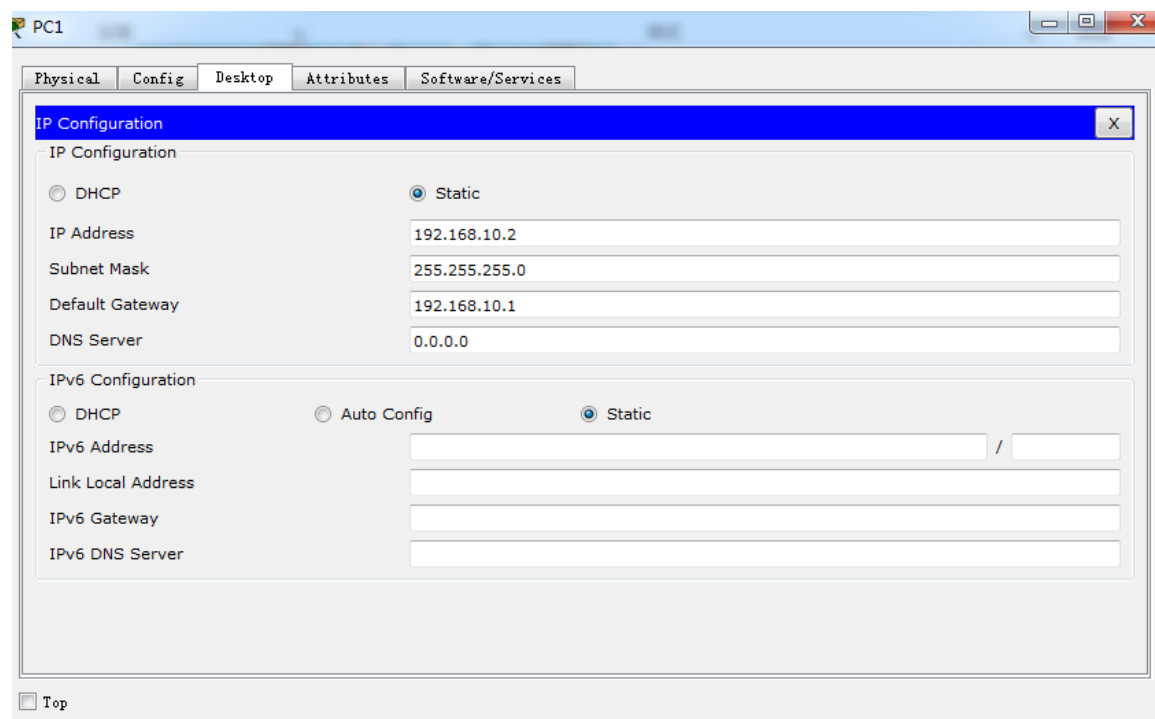 PC1
Physical Config Desktop Attributes Software/Services
IP Configuration X
IP Configuration
DHCP Static
IP Address 192.168.10.2
Subnet Mask 255.255.255.0
Default Gateway 192.168.10.1
DNS Server 0.0.0.0
IPv6 Configuration
DHCP Auto Config Static
IPv6 Address /
Link Local Address
IPv6 Gateway
IPv6 DNS Server
Top